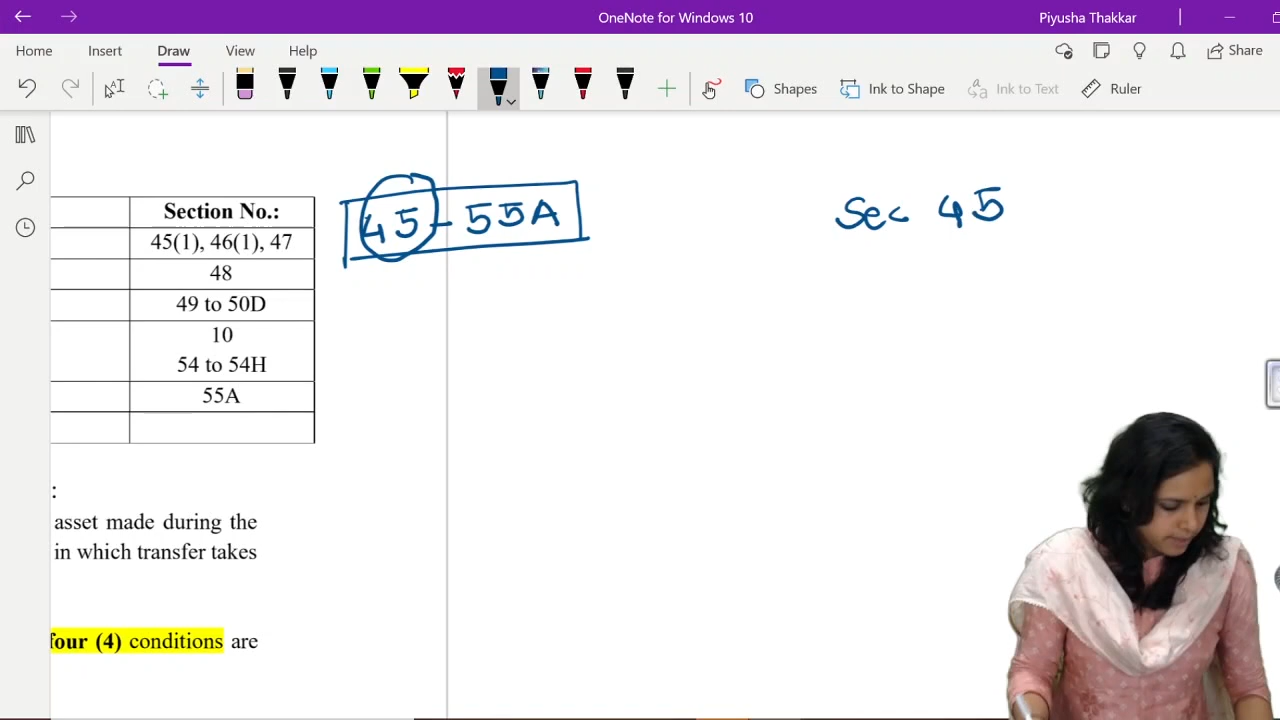 OneNote for Windows 10
Piyusha Thakkar
Home Insert Draw View Help
Share
Shapes Ink to Shape Ink to Text Ruler
Section No.:
45(1), 46(1), 47
48
49 to 50D
10
54 to 54H
55A
45 - 55A
Sec 45
:
asset made during the
in which transfer takes
four (4) conditions are